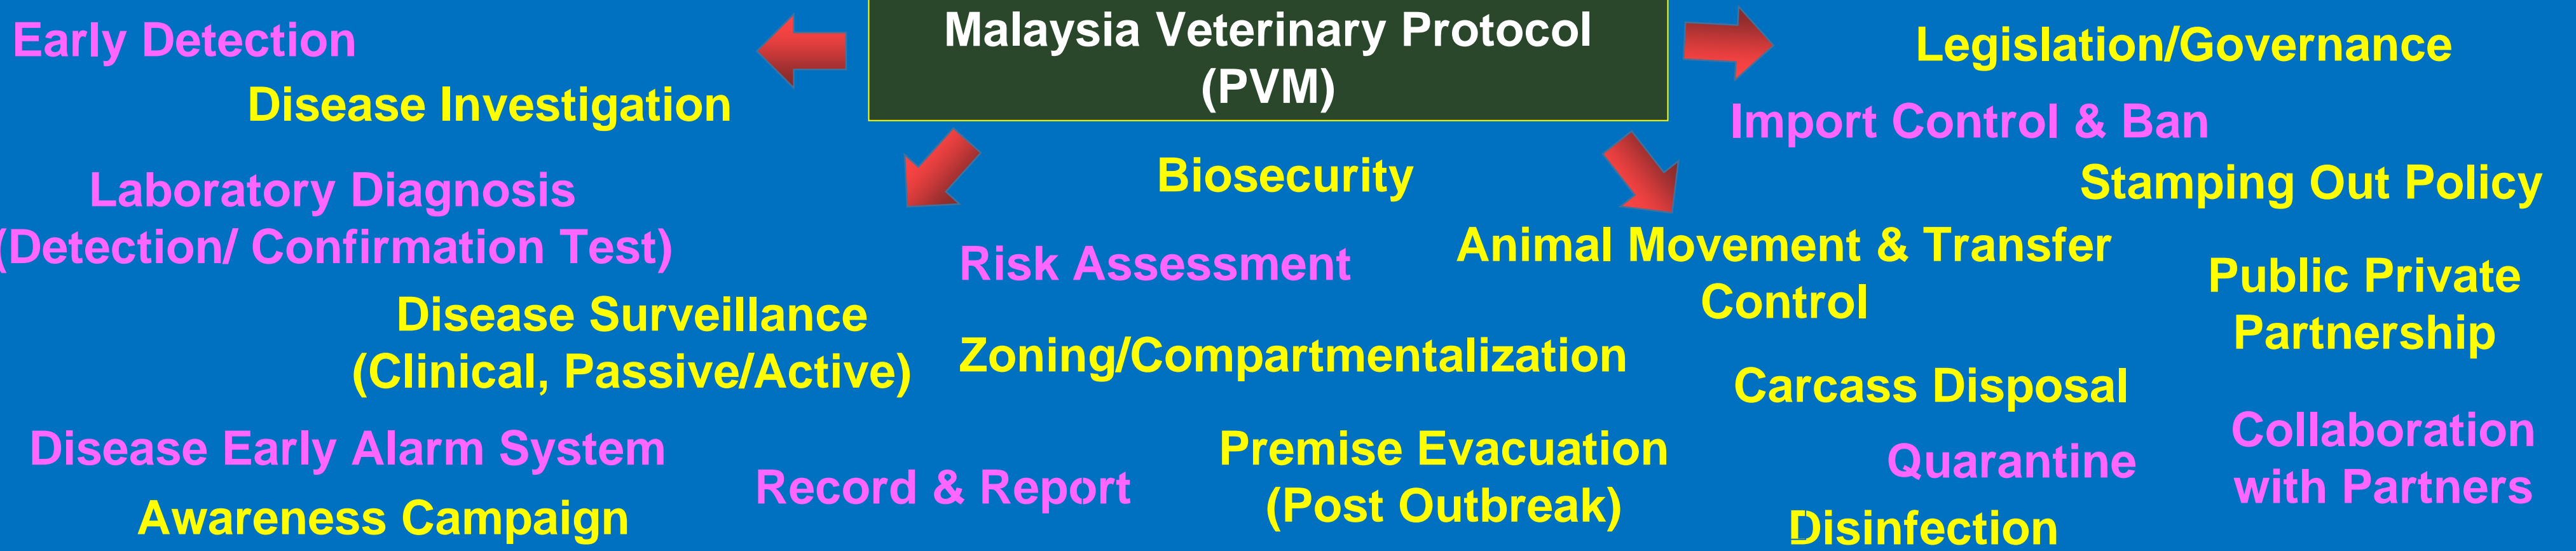 Malaysia Veterinary Protocol
(PVM)
Early Detection
Disease Investigation
Laboratory Diagnosis
(Detection/ Confirmation Test)
Disease Surveillance
(Clinical, Passive/Active)
Disease Early Alarm System
Awareness Campaign
Biosecurity
Risk Assessment
Zoning/Compartmentalization
Record & Report
Premise Evacuation
(Post Outbreak)
Legislation/Governance
Import Control & Ban
Stamping Out Policy
Animal Movement & Transfer
Control
Public Private
Partnership
Carcass Disposal
Quarantine
Collaboration
with Partners
Disinfection